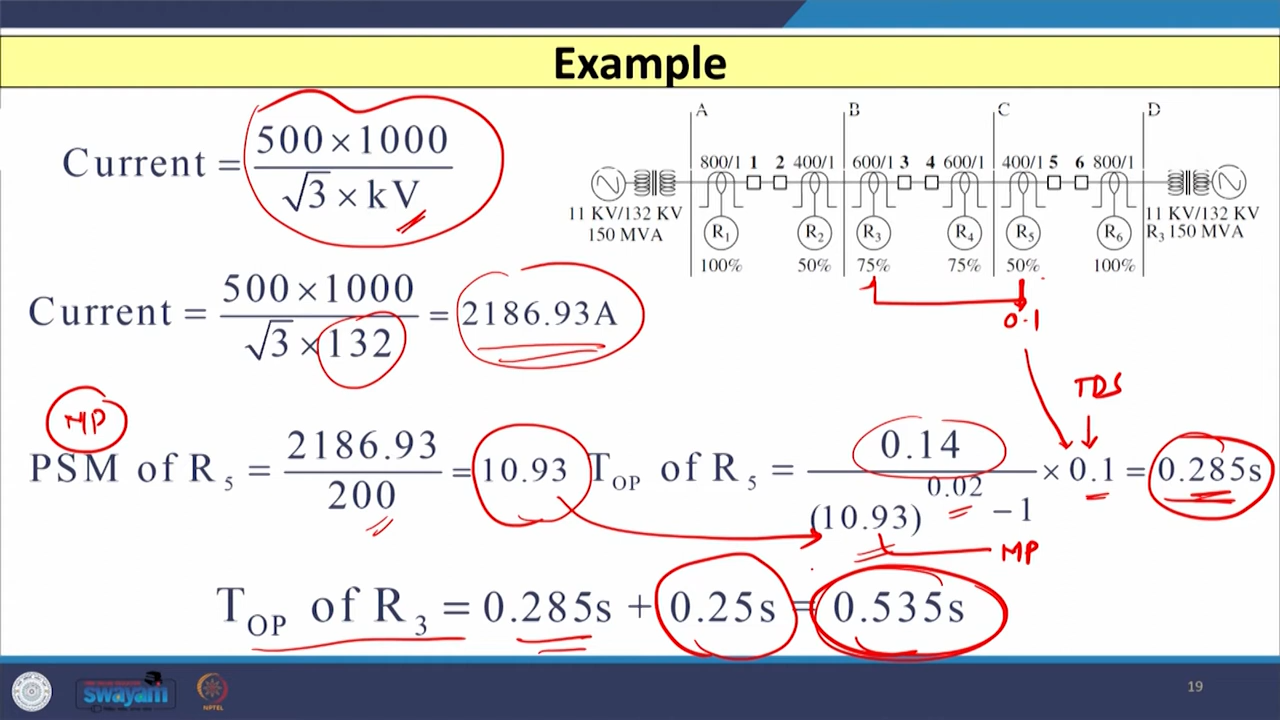 Example
Current = 500×1000 / √3×kV
A B C D
800/1 1 2 400/1 600/1 3 4 600/1 400/1 5 6 800/1
11 KV/132 KV 11 KV/132 KV
150 MVA R1 R2 R3 R4 R5 R6 R3 150 MVA
100% 50% 75% 75% 50% 100%
Current = 500×1000 / √3×132 = 2186.93A
0.1
TDS
MP
PSM of R5 = 2186.93 / 200 = 10.93
TOP of R5 = 0.14 / (10.93)^0.02 −1 × 0.1 = 0.285s
MP
TOP of R3 = 0.285s + 0.25s = 0.535s
swayam
NPTEL
19